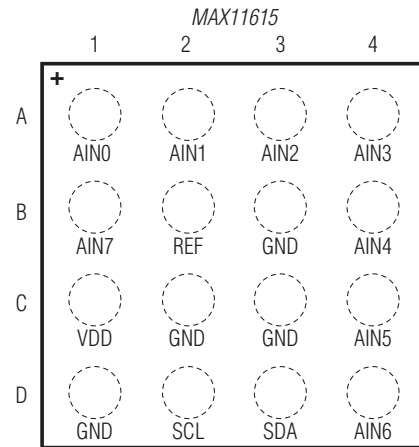 MAX11615
1 2 3 4
+
A
AIN0 AIN1 AIN2 AIN3
B
AIN7 REF GND AIN4
C
VDD GND GND AIN5
D
GND SCL SDA AIN6